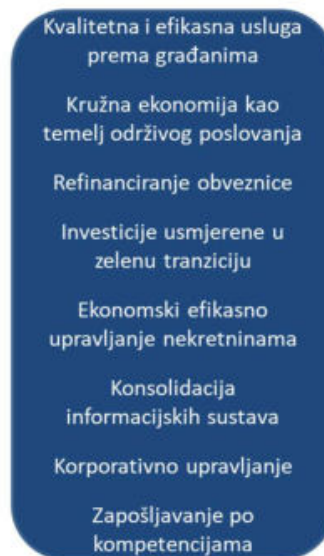 Kvalitetna i efikasna usluga
prema građanima
Kružna ekonomija kao
temelj održivog poslovanja
Refinanciranje obveznice
Investicije usmjerene u
zelenu tranziciju
Ekonomski efikasno
upravljanje nekretninama
Konsolidacija
informacijskih sustava
Korporativno upravljanje
Zapošljavanje po
kompetencijama